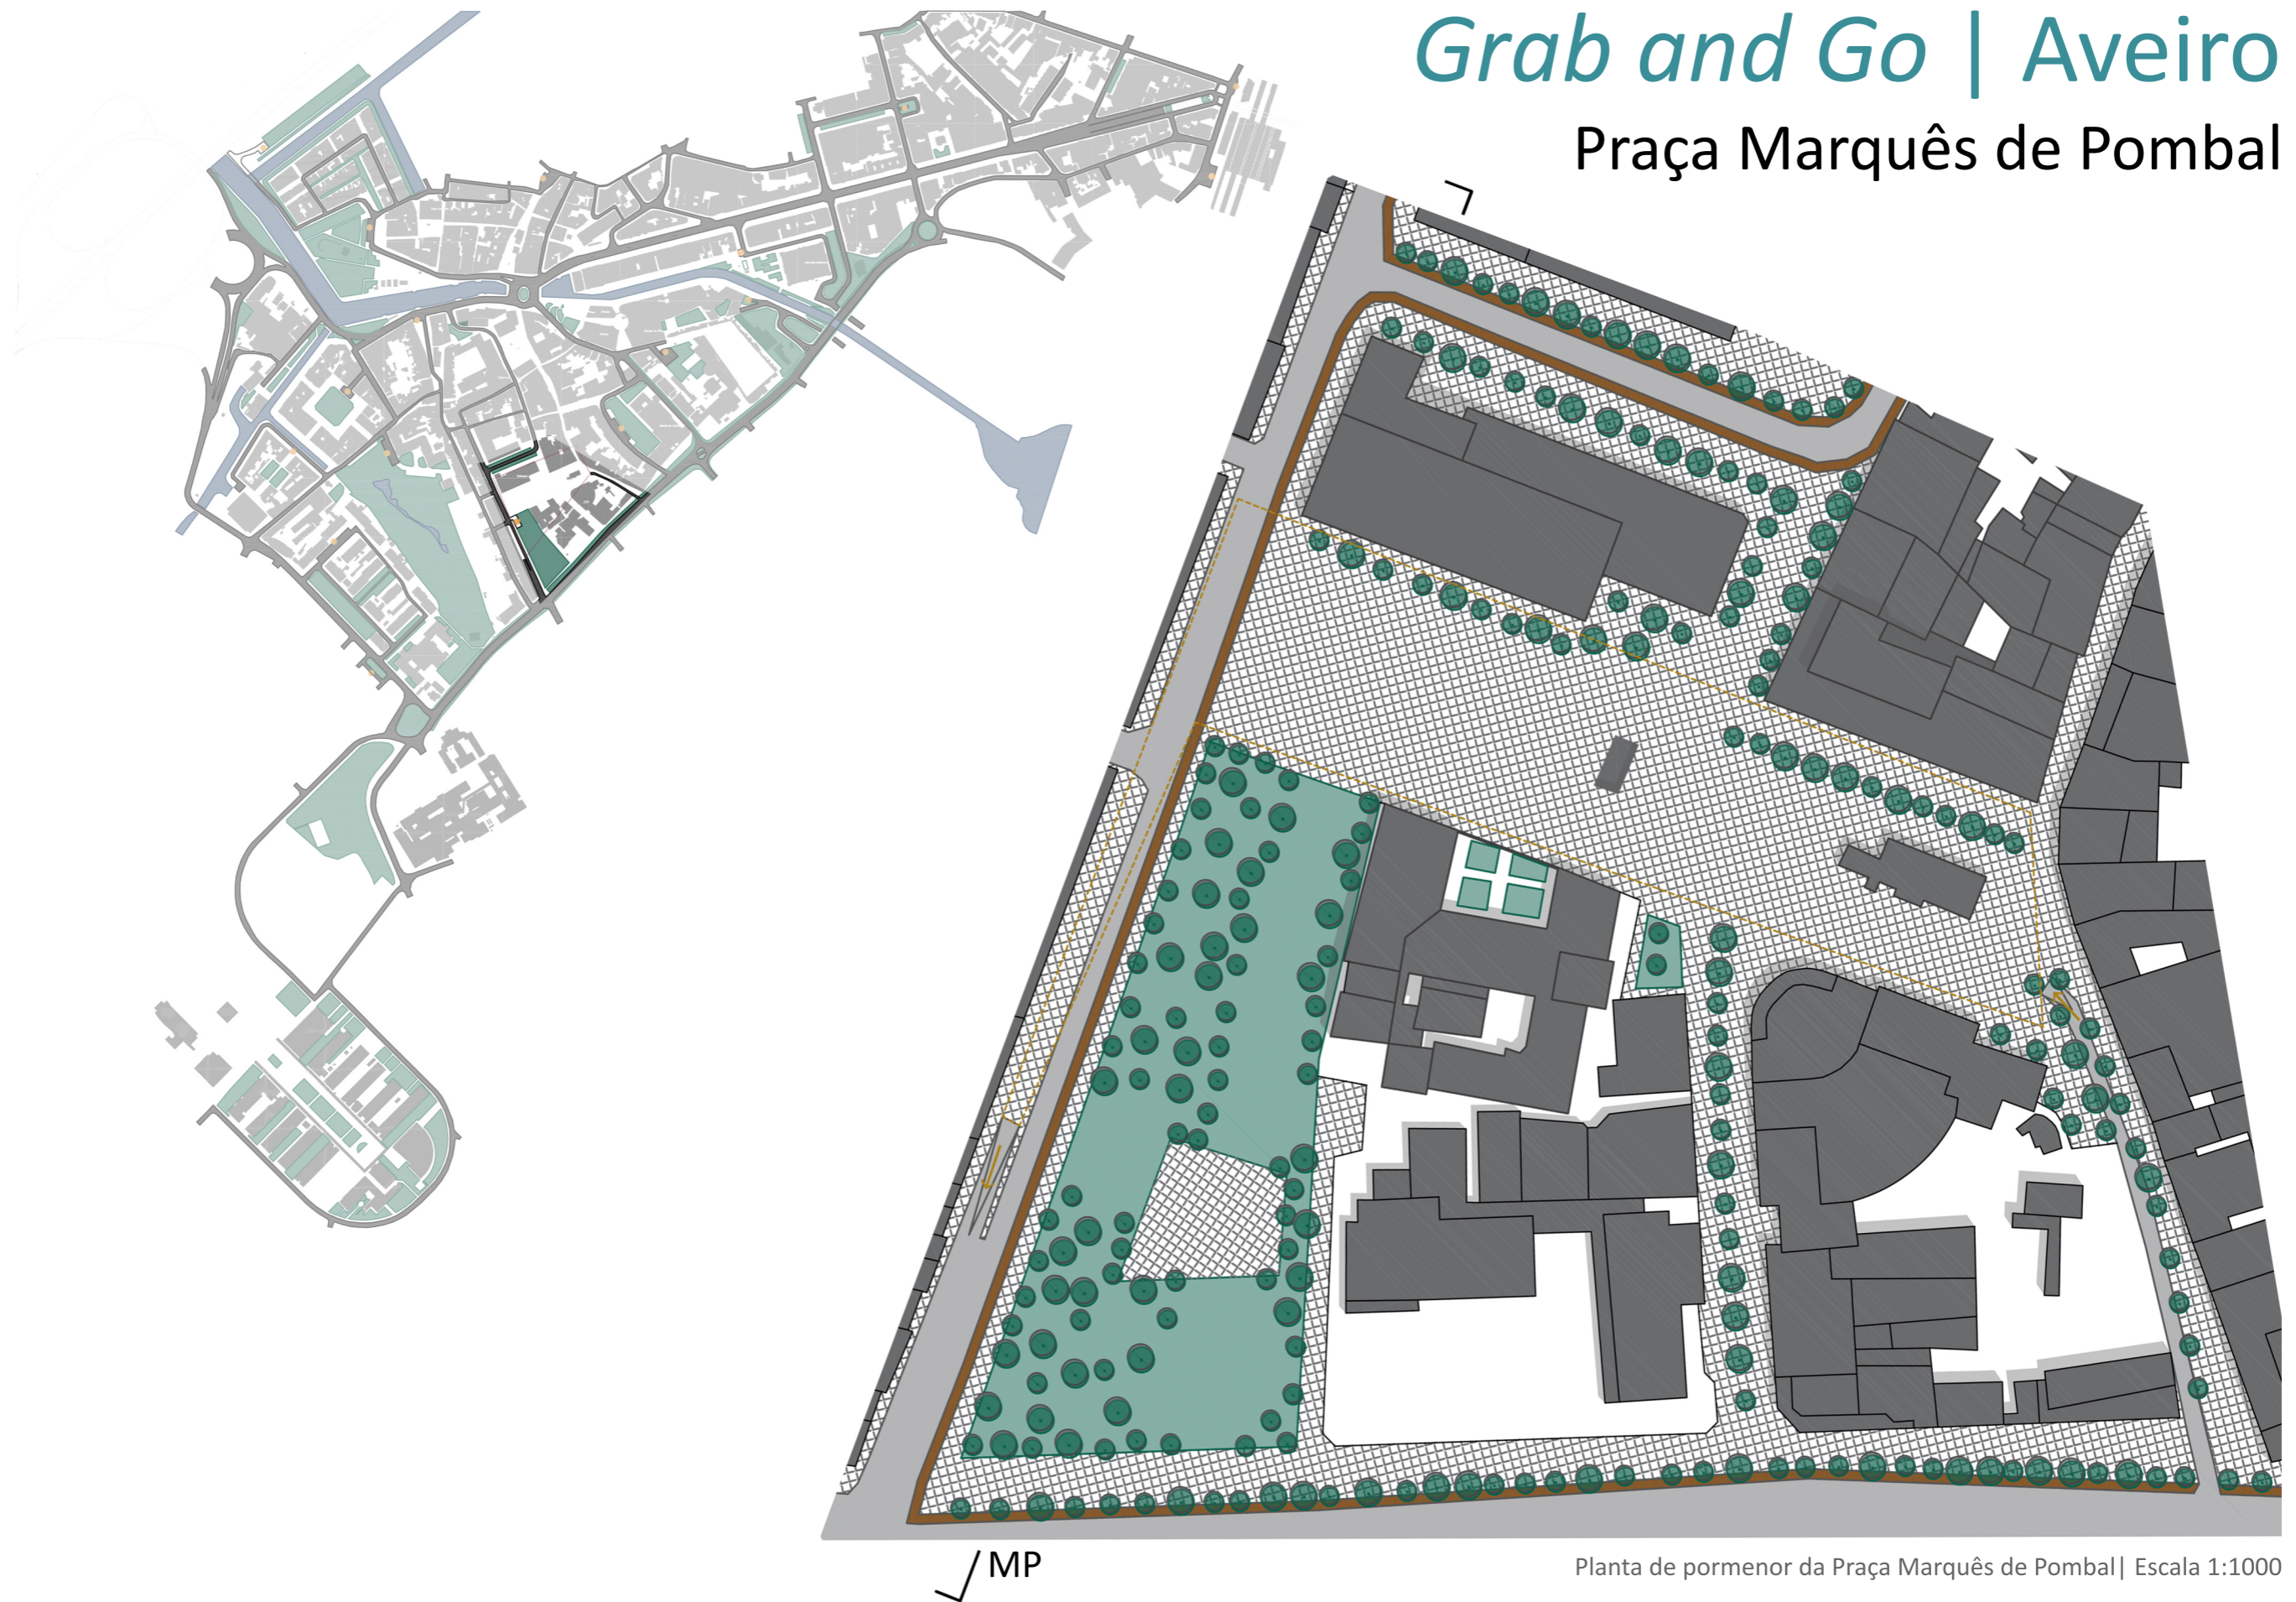 Grab and Go | Aveiro
Praça Marquês de Pombal
MP
Planta de pormenor da Praça Marquês de Pombal| Escala 1:1000